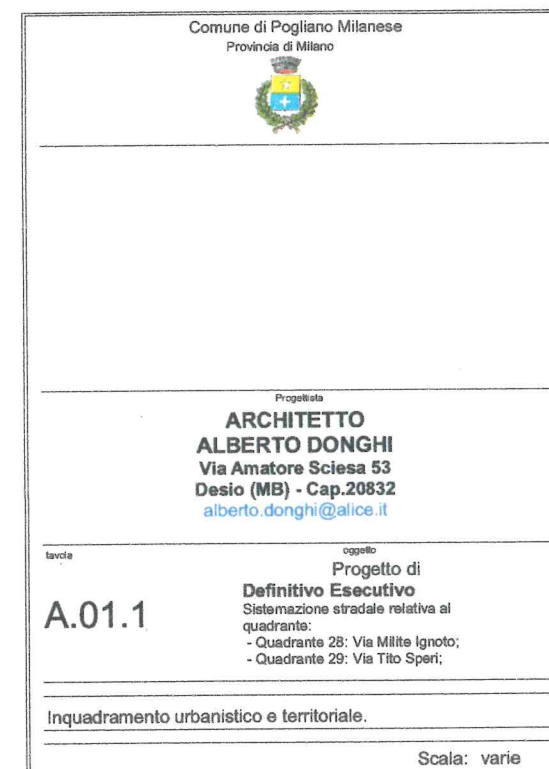 Comune di Pogliano Milanese
Provincia di Milano
Progettista
ARCHITETTO
ALBERTO DONGHI
Via Amatore Sciesa 53
Desio (MB) - Cap.20832
alberto.donghi@alice.it
tavola
A.01.1
oggetto
Progetto di
Definitivo Esecutivo
Sistemazione stradale relativa al
quadrante:
- Quadrante 28: Via Milite Ignoto;
- Quadrante 29: Via Tito Speri;
Inquadramento urbanistico e territoriale.
Scala: varie